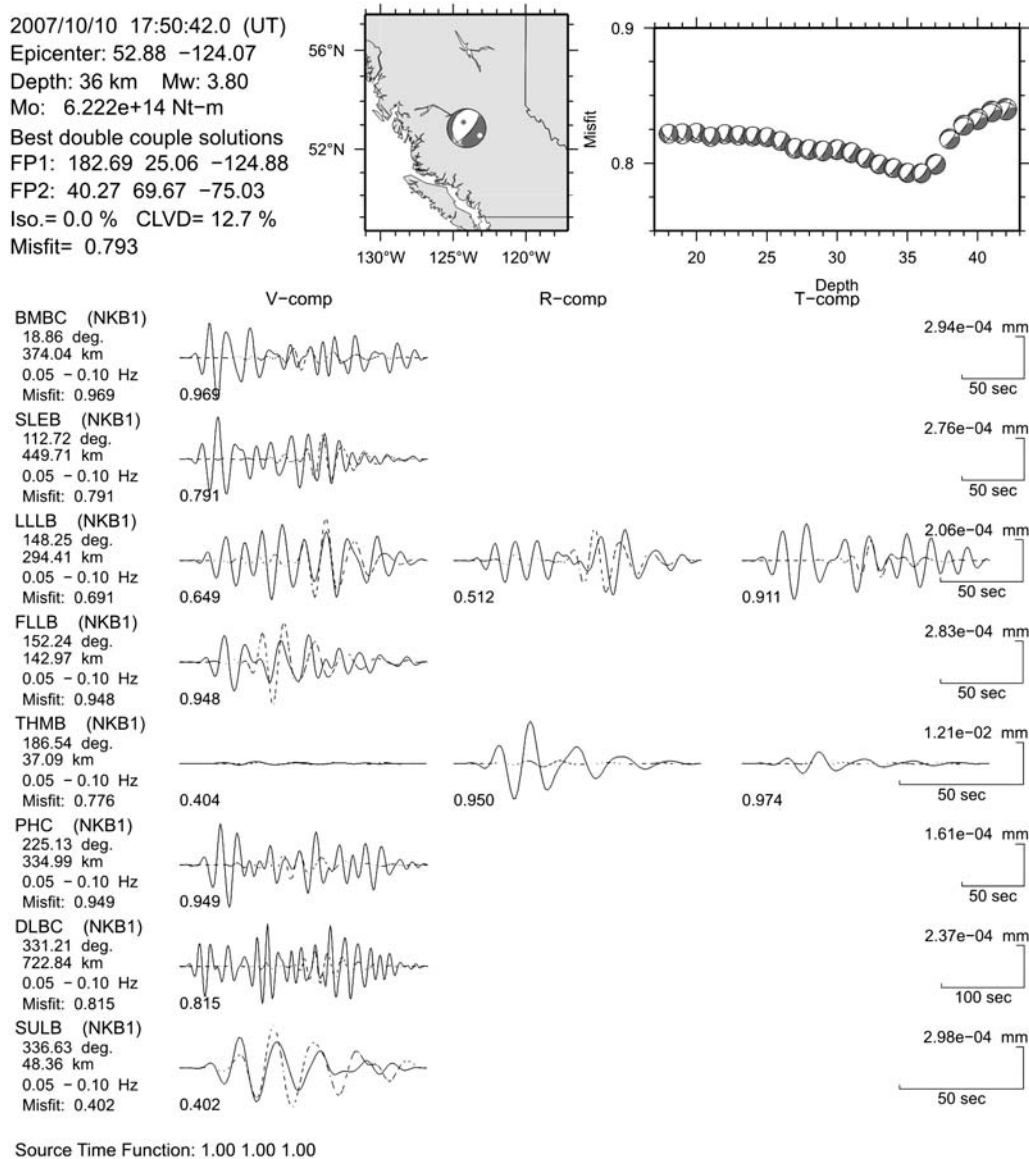 2007/10/10 17:50:42.0 (UT)
Epicenter: 52.88 −124.07
Depth: 36 km Mw: 3.80
Mo: 6.222e+14 Nt−m
Best double couple solutions
FP1: 182.69 25.06 −124.88
FP2: 40.27 69.67 −75.03
Iso.= 0.0 % CLVD= 12.7 %
Misfit= 0.793
56°N
52°N
130°W 125°W 120°W
Misfit
0.9
0.8
20 25 30 35 40
Depth
V−comp R−comp T−comp
BMBC (NKB1)
18.86 deg.
374.04 km
0.05 − 0.10 Hz
Misfit: 0.969
0.969
2.94e−04 mm
50 sec
SLEB (NKB1)
112.72 deg.
449.71 km
0.05 − 0.10 Hz
Misfit: 0.791
0.791
2.76e−04 mm
50 sec
LLLB (NKB1)
148.25 deg.
294.41 km
0.05 − 0.10 Hz
Misfit: 0.691
0.649 0.512 0.911
2.06e−04 mm
50 sec
FLLB (NKB1)
152.24 deg.
142.97 km
0.05 − 0.10 Hz
Misfit: 0.948
0.948
2.83e−04 mm
50 sec
THMB (NKB1)
186.54 deg.
37.09 km
0.05 − 0.10 Hz
Misfit: 0.776
0.404 0.950 0.974
1.21e−02 mm
50 sec
PHC (NKB1)
225.13 deg.
334.99 km
0.05 − 0.10 Hz
Misfit: 0.949
0.949
1.61e−04 mm
50 sec
DLBC (NKB1)
331.21 deg.
722.84 km
0.05 − 0.10 Hz
Misfit: 0.815
0.815
2.37e−04 mm
100 sec
SULB (NKB1)
336.63 deg.
48.36 km
0.05 − 0.10 Hz
Misfit: 0.402
0.402
2.98e−04 mm
50 sec
Source Time Function: 1.00 1.00 1.00